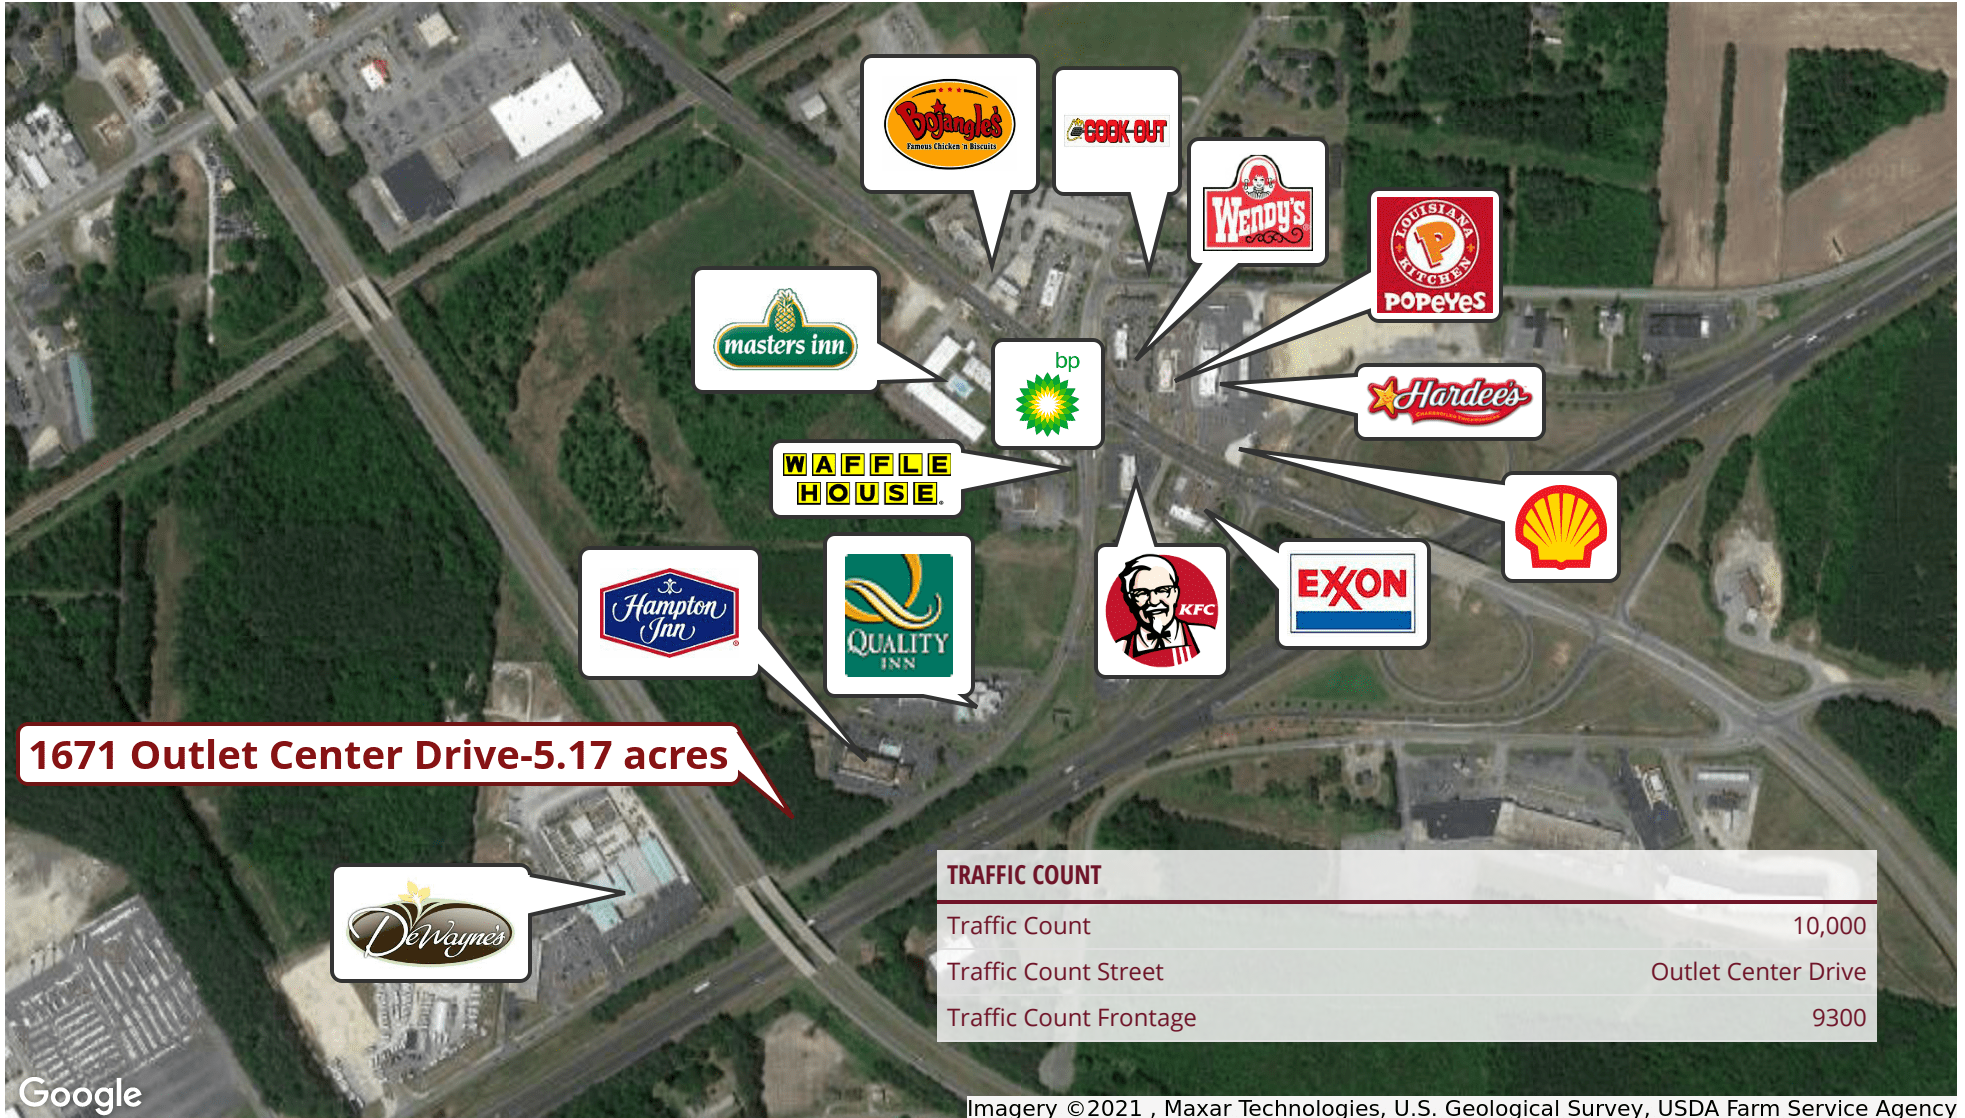 Bojangles'
Famous Chicken 'n Biscuits
COOK-OUT
WENDY'S
LOUISIANA
P
KITCHEN
POPEYES
masters inn
bp
Hardee's
WAFFLE
HOUSE
Hampton
Inn
QUALITY
INN
KFC
EXXON
1671 Outlet Center Drive-5.17 acres
DeWayne's
TRAFFIC COUNT
Traffic Count 10,000
Traffic Count Street Outlet Center Drive
Traffic Count Frontage 9300
Google
Imagery ©2021 , Maxar Technologies, U.S. Geological Survey, USDA Farm Service Agency